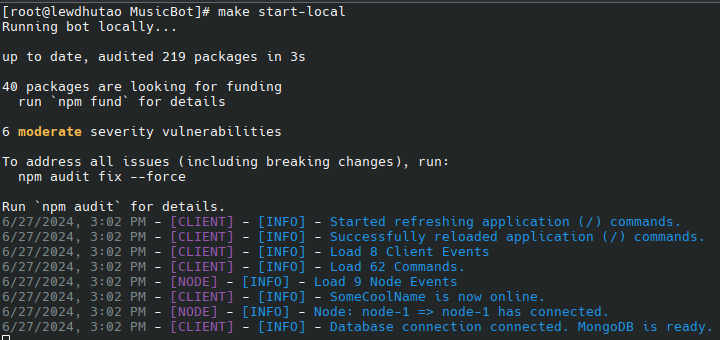 [root@lewdhutao MusicBot]# make start-local
Running bot locally...
up to date, audited 219 packages in 3s
40 packages are looking for funding
  run `npm fund` for details
6 moderate severity vulnerabilities
To address all issues (including breaking changes), run:
  npm audit fix --force
Run `npm audit` for details.
6/27/2024, 3:02 PM – [CLIENT] – [INFO] – Started refreshing application (/) commands.
6/27/2024, 3:02 PM – [CLIENT] – [INFO] – Successfully reloaded application (/) commands.
6/27/2024, 3:02 PM – [CLIENT] – [INFO] – Load 8 Client Events
6/27/2024, 3:02 PM – [CLIENT] – [INFO] – Load 62 Commands.
6/27/2024, 3:02 PM – [NODE] – [INFO] – Load 9 Node Events
6/27/2024, 3:02 PM – [CLIENT] – [INFO] – SomeCoolName is now online.
6/27/2024, 3:02 PM – [NODE] – [INFO] – Node: node-1 => node-1 has connected.
6/27/2024, 3:02 PM – [CLIENT] – [INFO] – Database connection connected. MongoDB is ready.